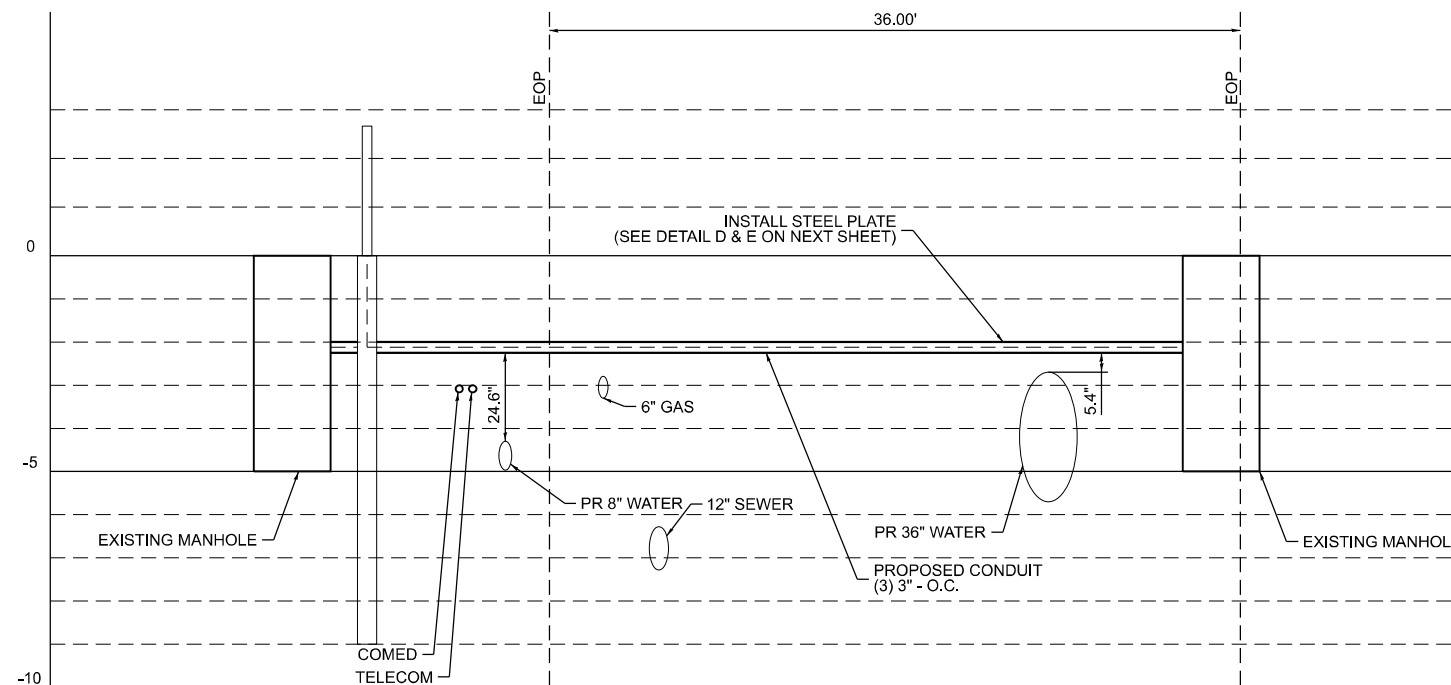 36.00'
EOP
EOP
INSTALL STEEL PLATE
(SEE DETAIL D & E ON NEXT SHEET)
0
24.6"
5.4"
6" GAS
-5
PR 8" WATER
12" SEWER
PR 36" WATER
EXISTING MANHOLE
EXISTING MANHOL
PROPOSED CONDUIT
(3) 3" - O.C.
COMED
TELECOM
-10